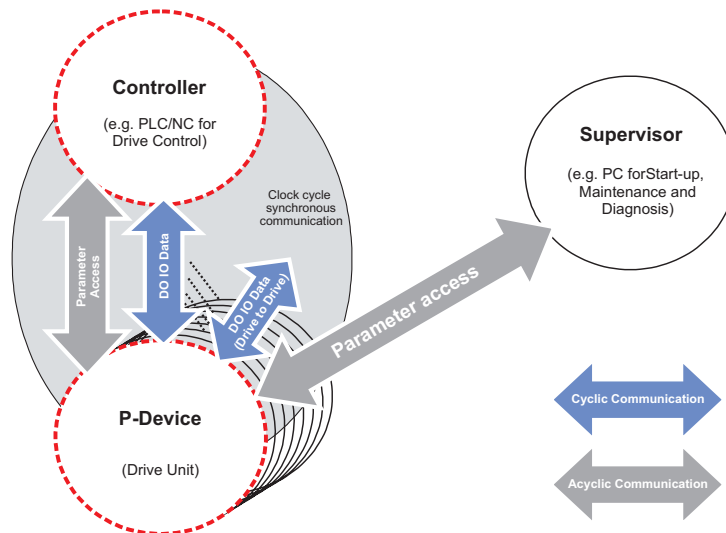 Controller
(e.g. PLC/NC for
Drive Control)
Supervisor
(e.g. PC forStart-up,
Maintenance and
Diagnosis)
Clock cycle
synchronous
communication
Parameter
Access
DO IO Data
DO IO Data
(Drive to Drive)
Parameter access
P-Device
(Drive Unit)
Cyclic Communication
Acyclic Communication